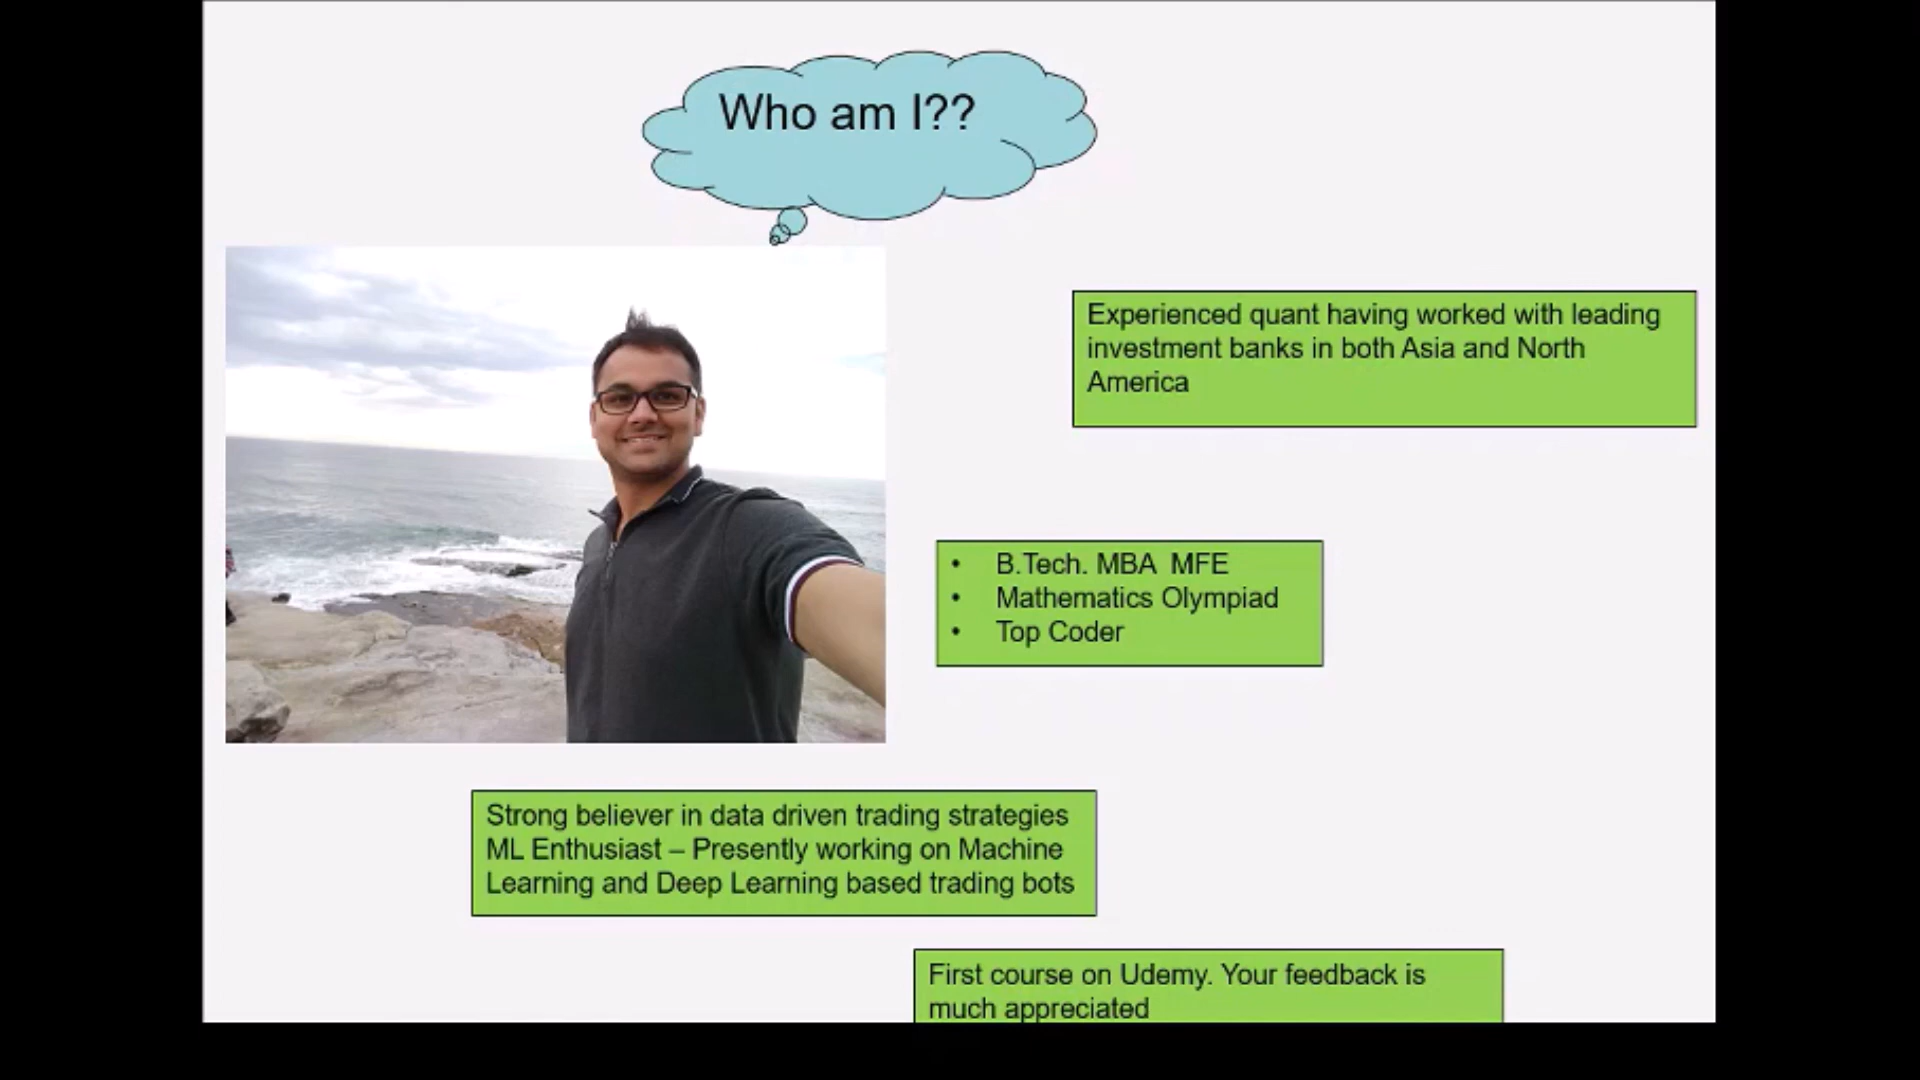 Who am I??
Experienced quant having worked with leading
investment banks in both Asia and North
America
• B.Tech. MBA  MFE
• Mathematics Olympiad
• Top Coder
Strong believer in data driven trading strategies
ML Enthusiast – Presently working on Machine
Learning and Deep Learning based trading bots
First course on Udemy. Your feedback is
much appreciated